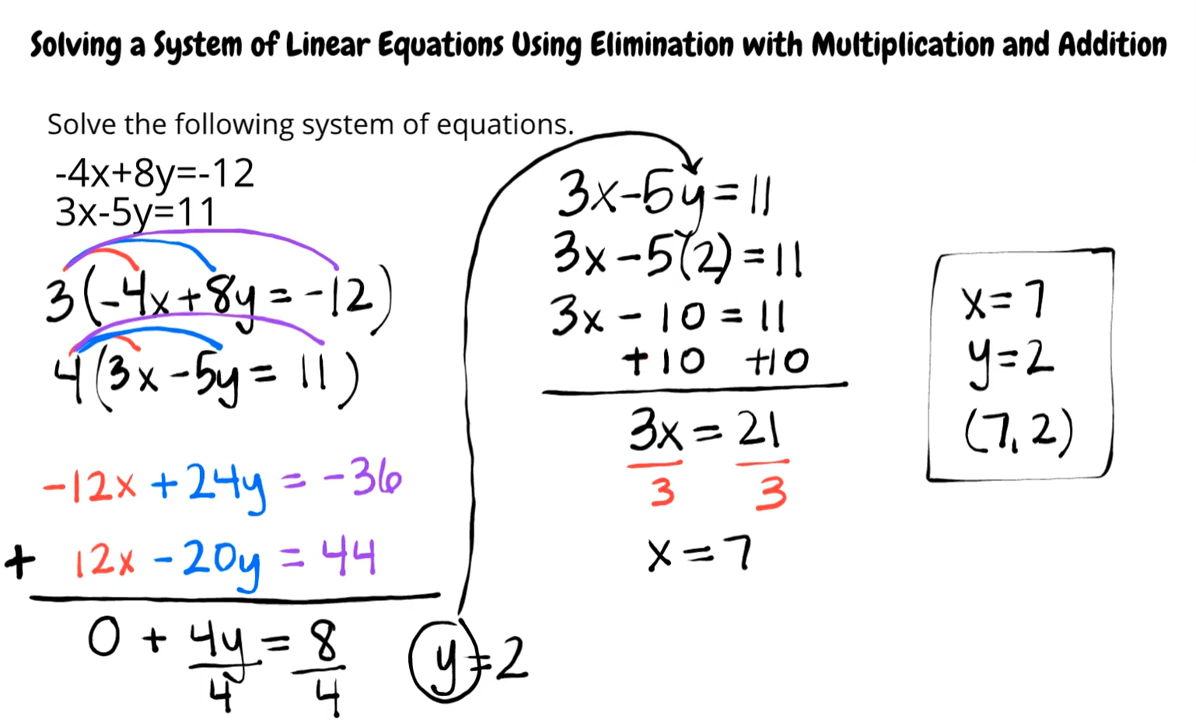 Solving a System of Linear Equations Using Elimination with Multiplication and Addition
Solve the following system of equations.
-4x+8y=-12
3x-5y=11
3(-4x+8y=-12)
4(3x-5y=11)
-12x+24y=-36
+ 12x-20y=44
0+4y=8
4 4
y=2
3x-5y=11
3x-5(2)=11
3x-10=11
+10 +10
3x=21
3 3
x=7
x=7
y=2
(7,2)